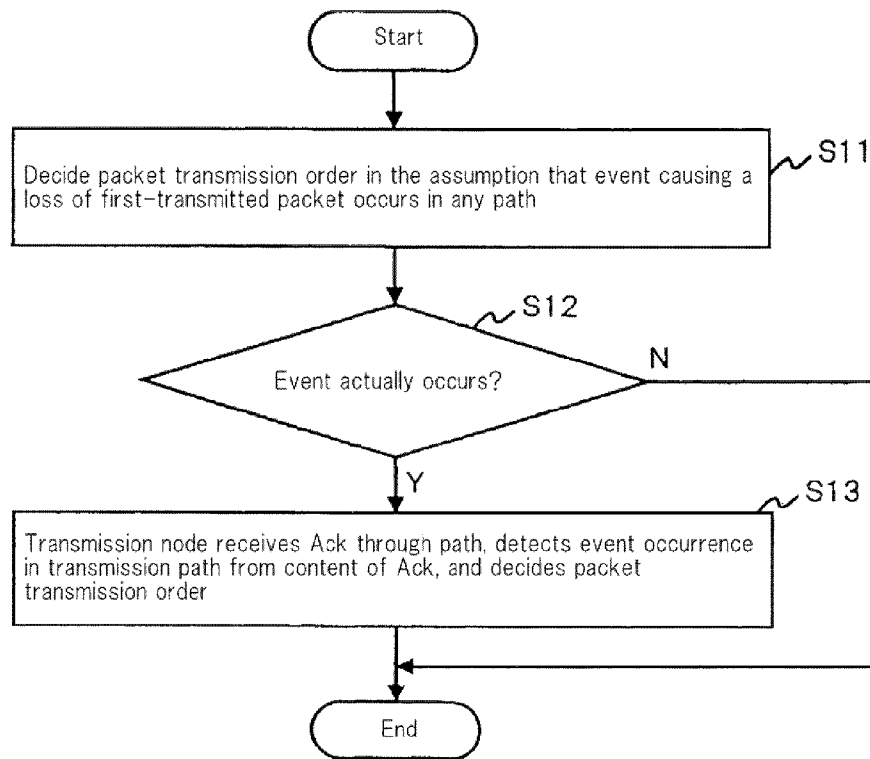 Start
S11
Decide packet transmission order in the assumption that event causing a
loss of first-transmitted packet occurs in any path
S12
Event actually occurs?
N
Y
S13
Transmission node receives Ack through path, detects event occurrence
in transmission path from content of Ack, and decides packet
transmission order
End